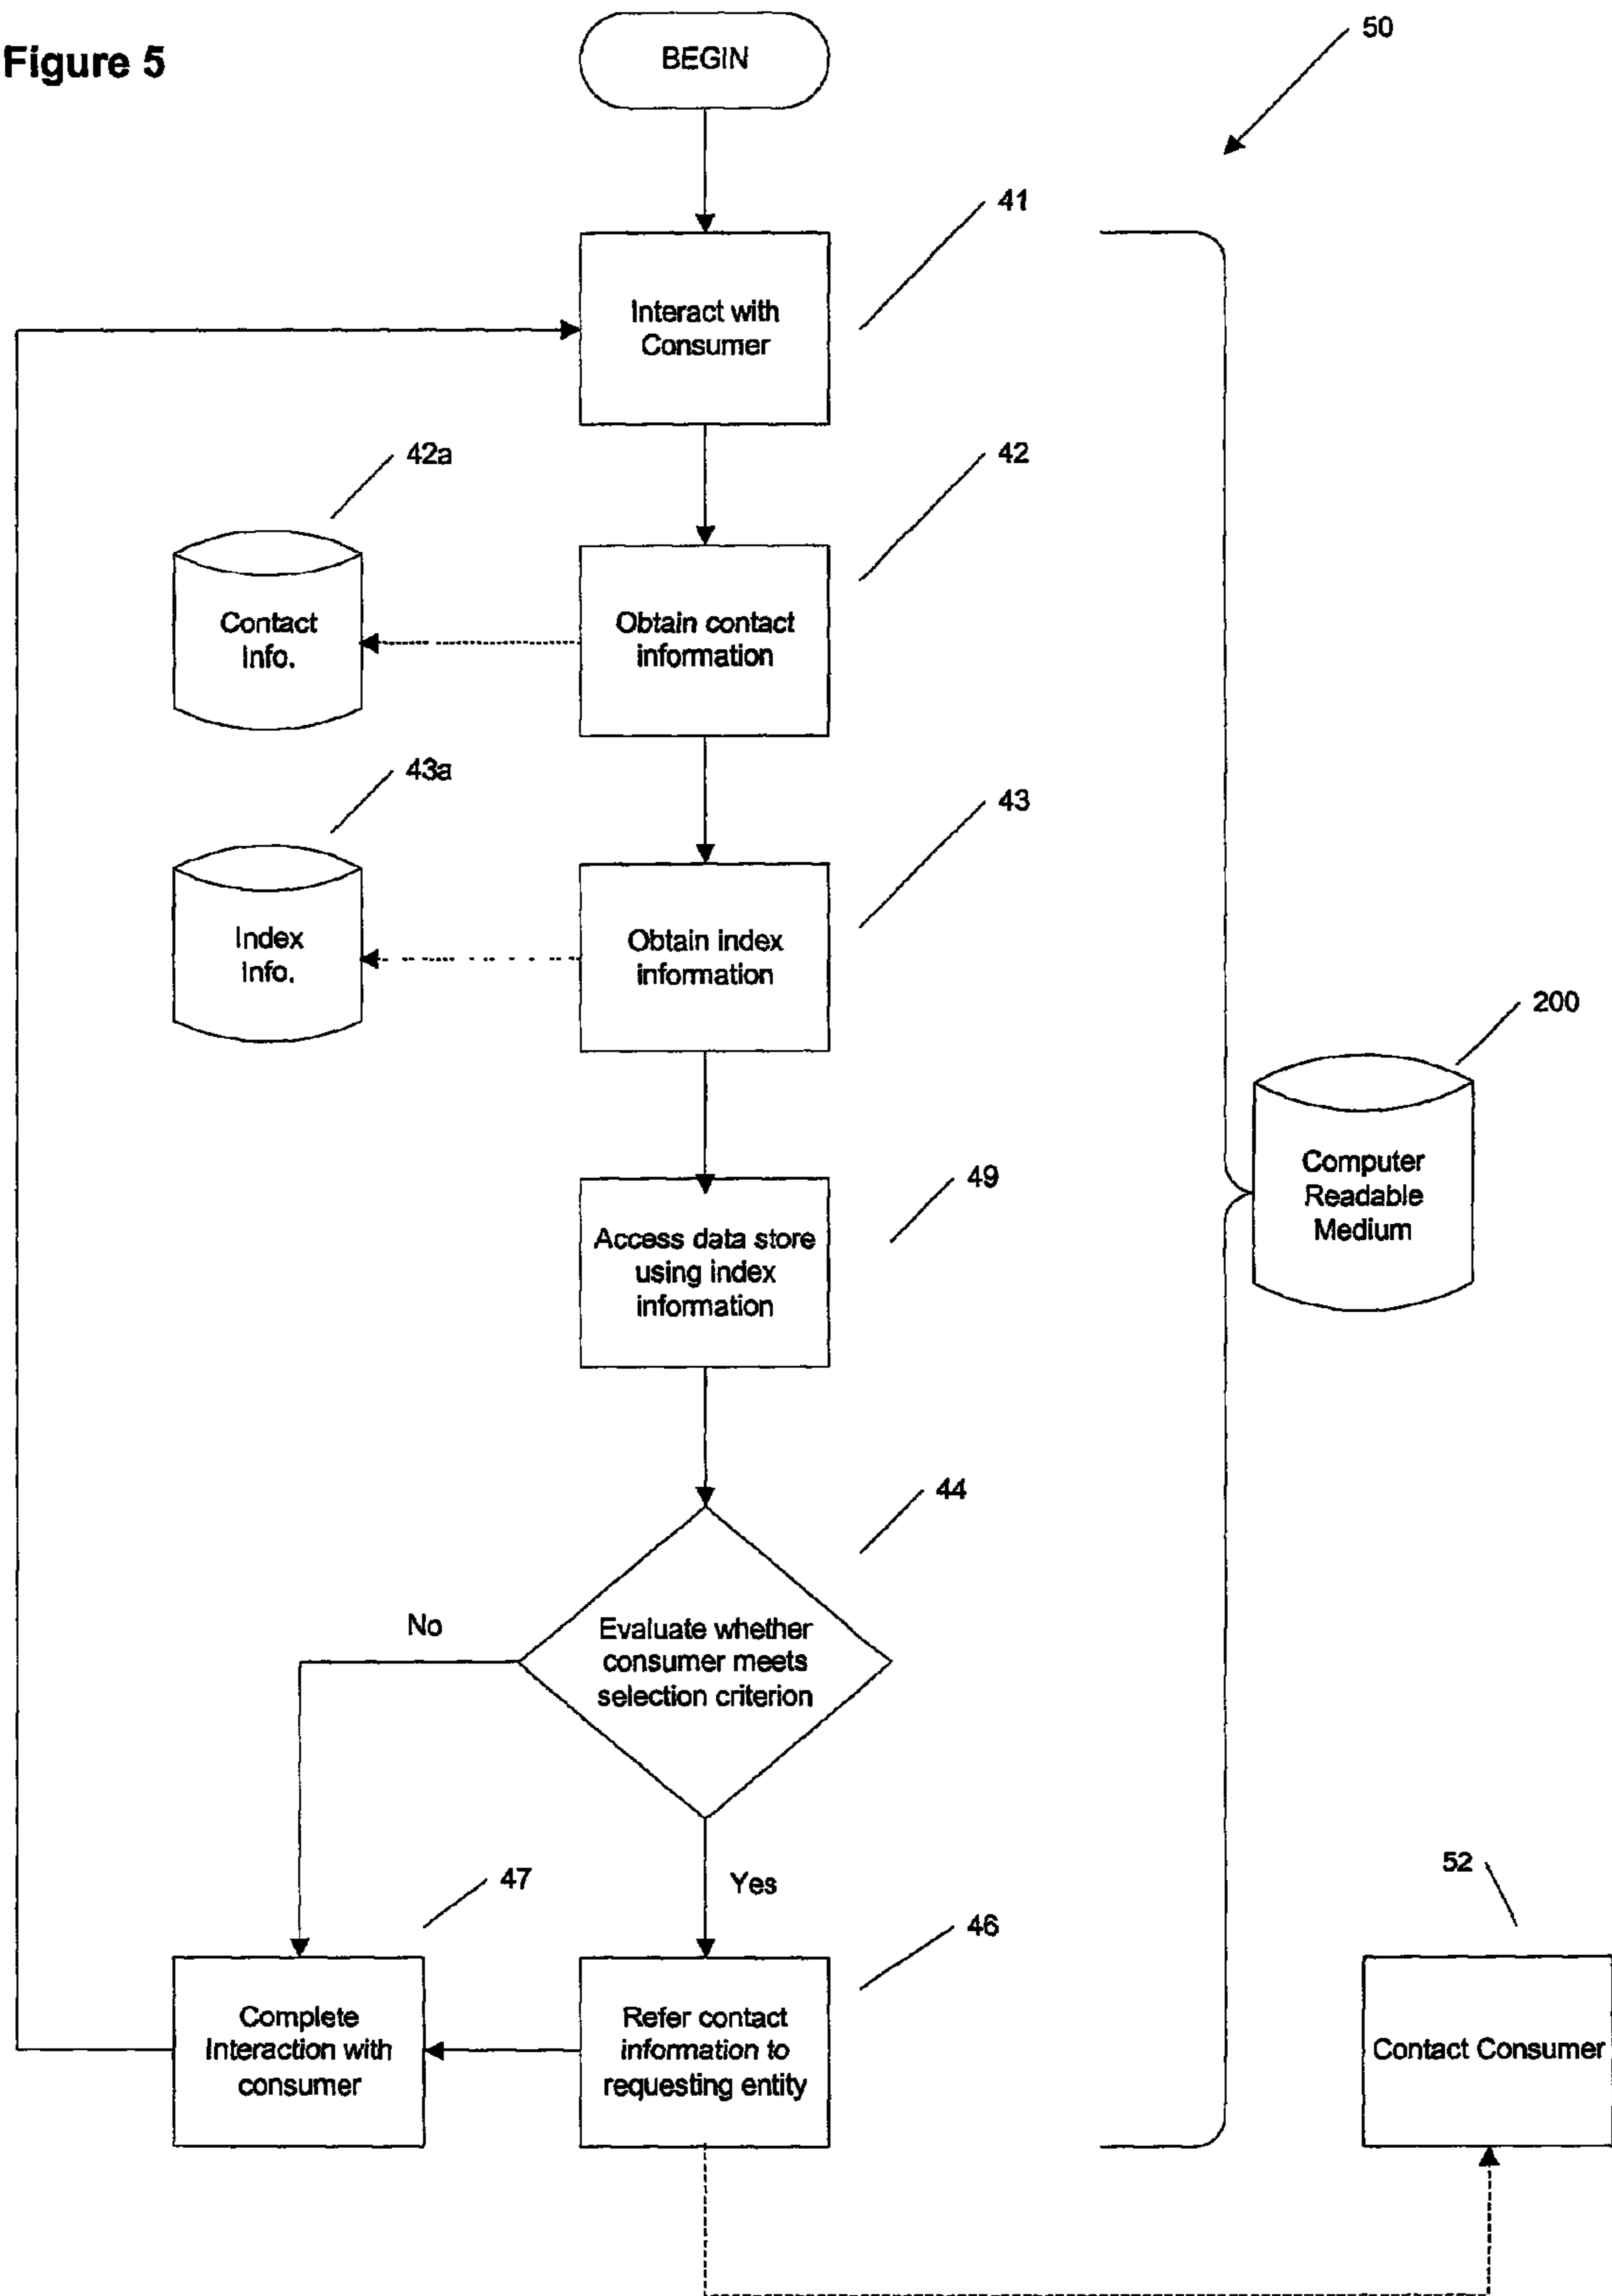 Figure 5
BEGIN
50
41
Interact with
Consumer
42a
42
Contact
Info.
Obtain contact
information
43a
43
Index
Info.
Obtain index
information
200
Computer
Readable
Medium
49
Access data store
using index
information
44
No
Evaluate whether
consumer meets
selection criterion
Yes
47
46
52
Complete
Interaction with
consumer
Refer contact
information to
requesting entity
Contact Consumer